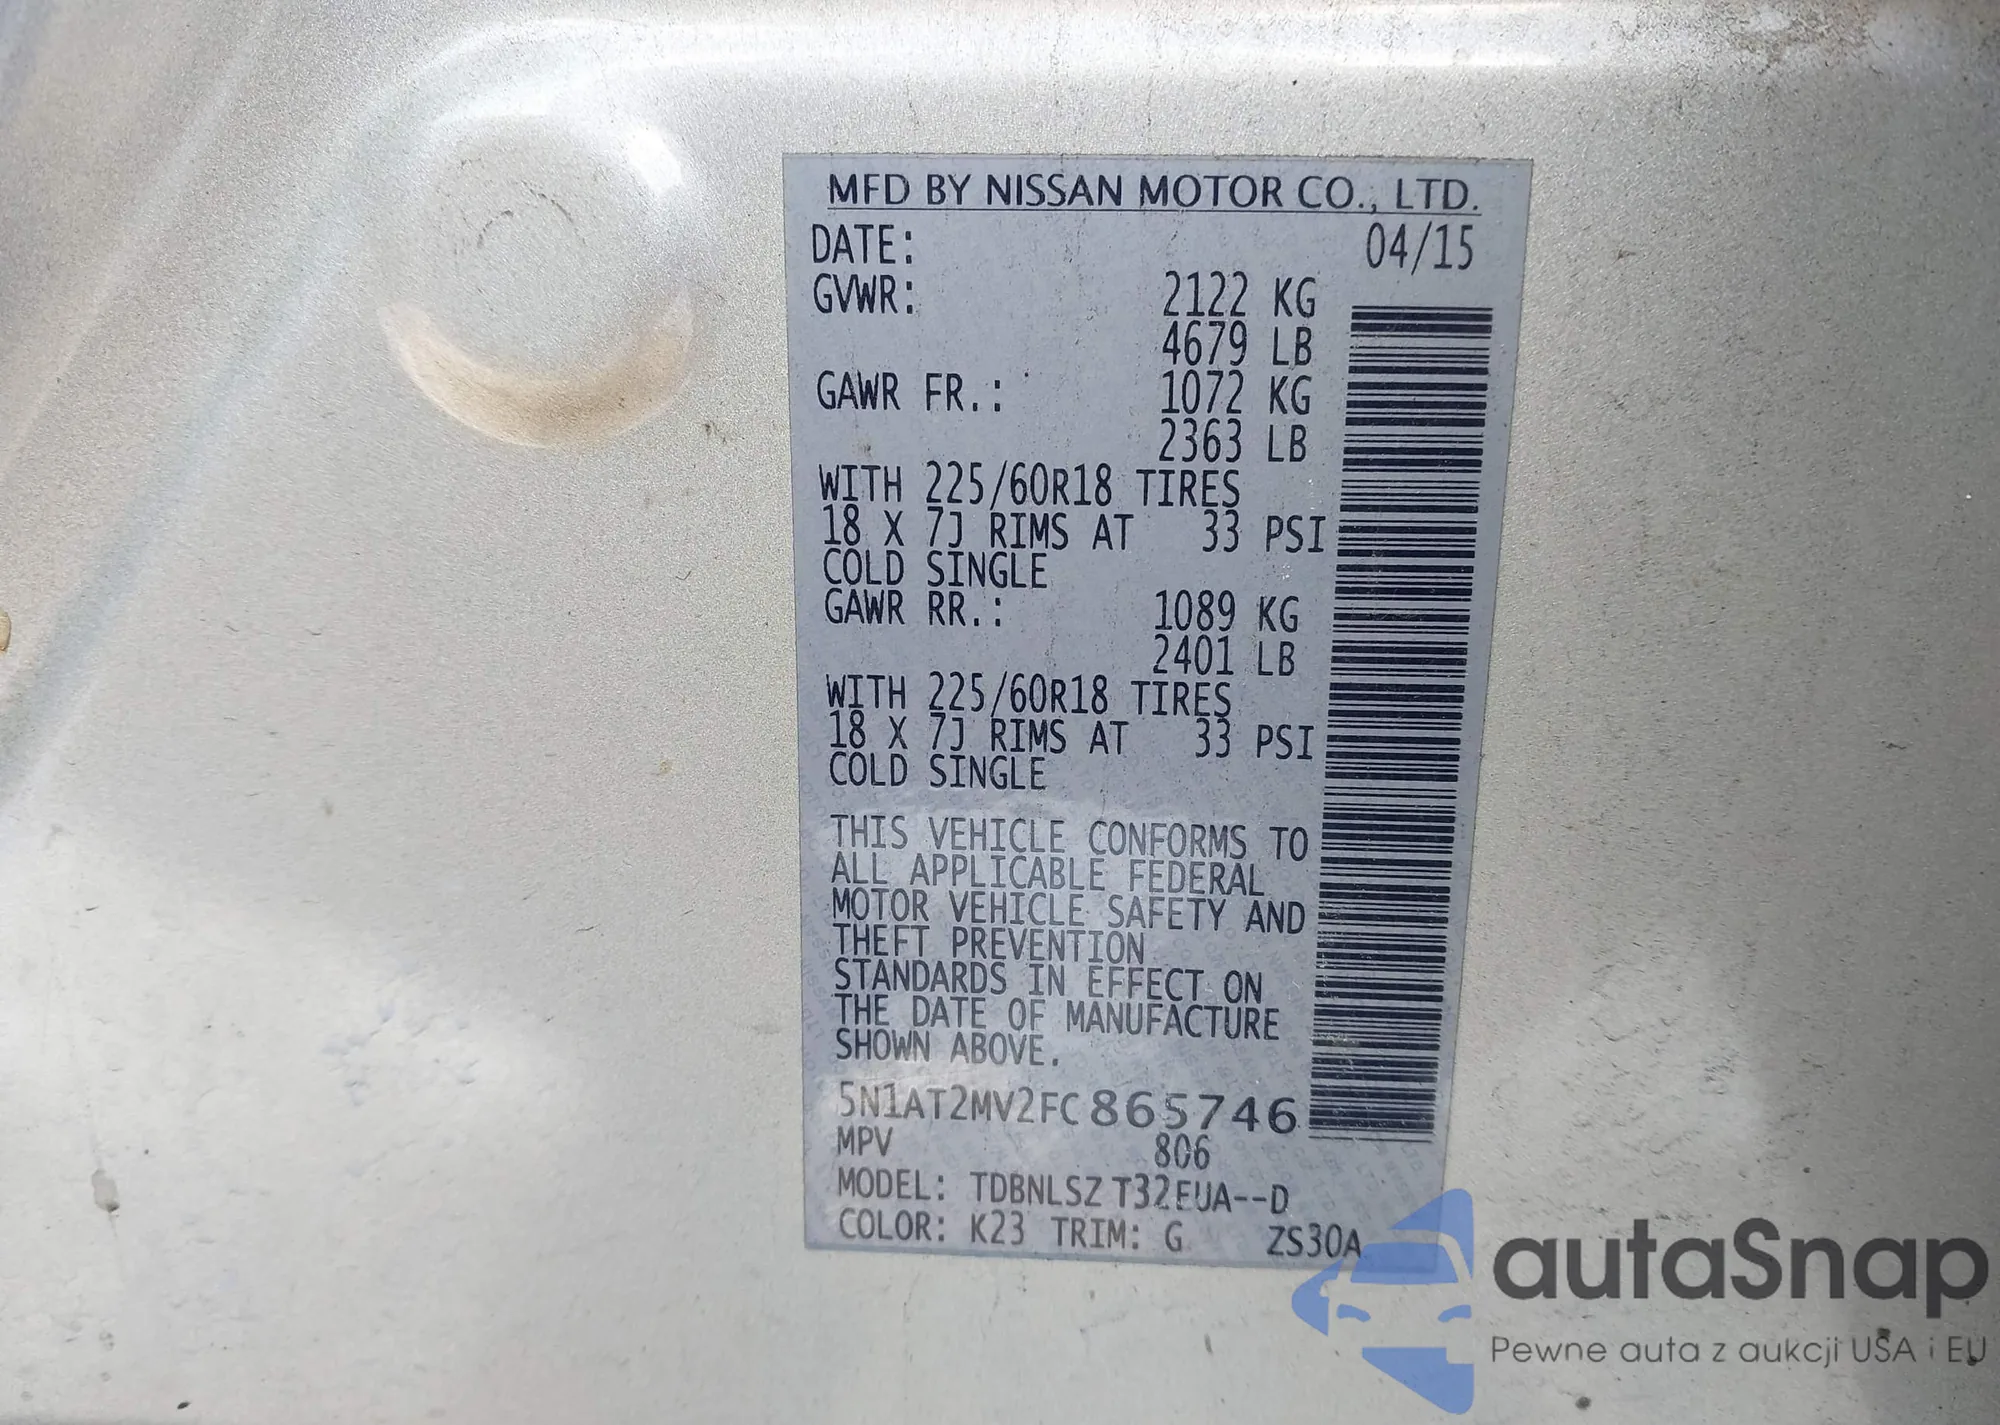 MFD BY NISSAN MOTOR CO., LTD.
DATE: 04/15
GVWR: 2122 KG
4679 LB
GAWR FR.: 1072 KG
2363 LB
WITH 225/60R18 TIRES
18 X 7J RIMS AT 33 PSI
COLD SINGLE
GAWR RR.: 1089 KG
2401 LB
WITH 225/60R18 TIRES
18 X 7J RIMS AT 33 PSI
COLD SINGLE
THIS VEHICLE CONFORMS TO
ALL APPLICABLE FEDERAL
MOTOR VEHICLE SAFETY AND
THEFT PREVENTION
STANDARDS IN EFFECT ON
THE DATE OF MANUFACTURE
SHOWN ABOVE.
5N1AT2MV2FC865746
MPV 806
MODEL: TDBNLSZ T32EUA--D
COLOR: K23 TRIM: G ZS30A
autaSnap
Pewne auta z aukcji USA i EU